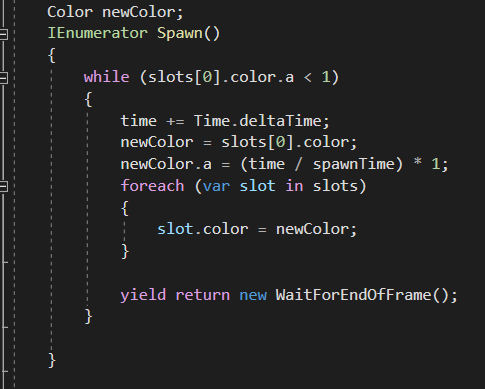 Color newColor;
IEnumerator Spawn()
{
while (slots[0].color.a < 1)
{
time += Time.deltaTime;
newColor = slots[0].color;
newColor.a = (time / spawnTime) * 1;
foreach (var slot in slots)
{
slot.color = newColor;
}
yield return new WaitForEndOfFrame();
}
}